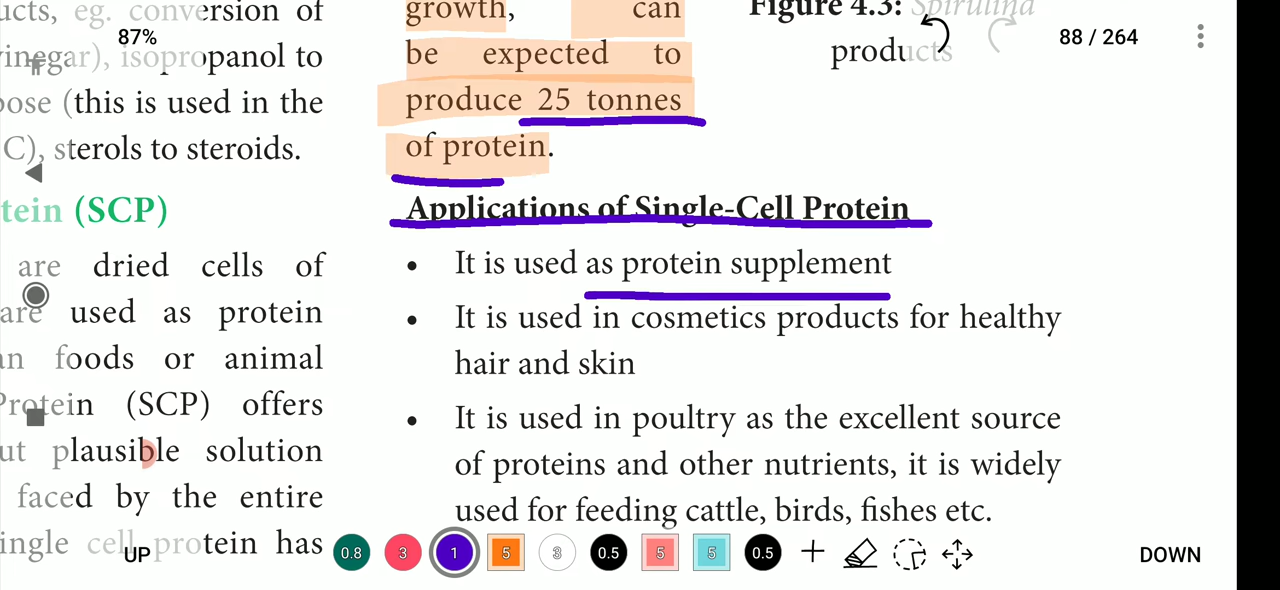 87%
88 / 264
ucts, eg. conversion of
vinegar), isopropanol to
bose (this is used in the
C), sterols to steroids.
tein (SCP)
are dried cells of
are used as protein
an foods or animal
Protein (SCP) offers
ut plausible solution
faced by the entire
ingle cell protein has
growth, can
be expected to
produce 25 tonnes
of protein.
Figure 4.3: Spirulina
products
Applications of Single-Cell Protein
• It is used as protein supplement
• It is used in cosmetics products for healthy
hair and skin
• It is used in poultry as the excellent source
of proteins and other nutrients, it is widely
used for feeding cattle, birds, fishes etc.
UP
0.8 3 1 5 3 0.5 5 5 0.5
DOWN